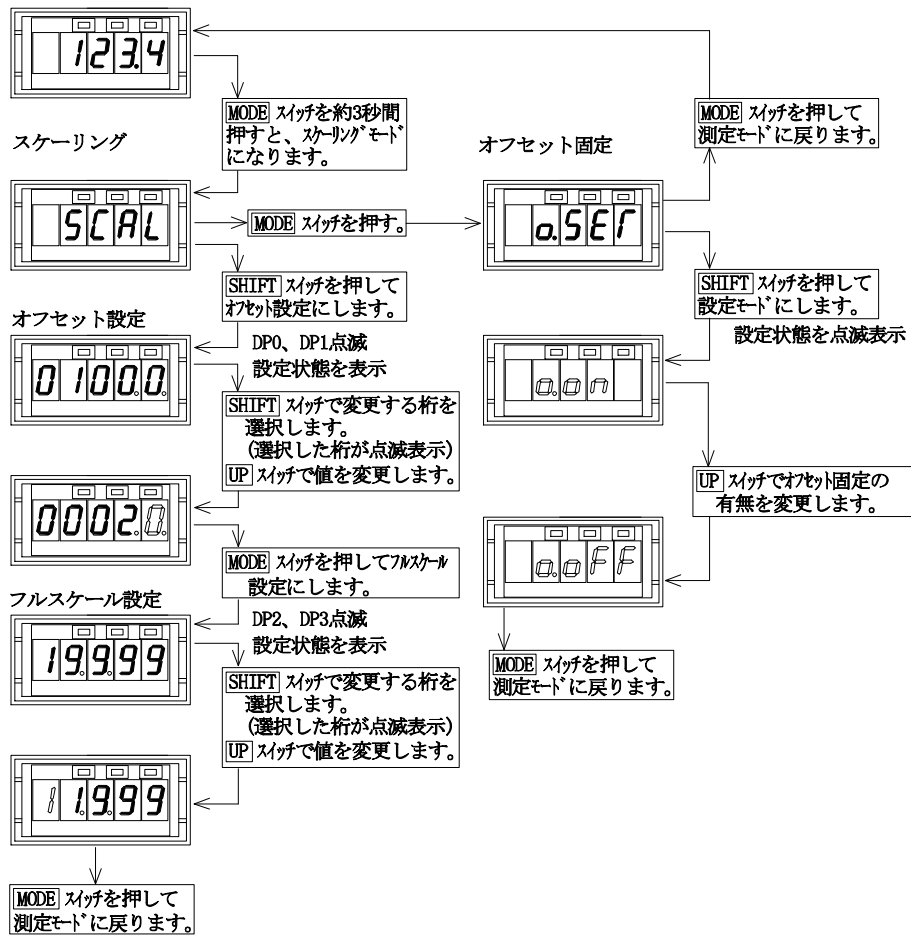 123.4
MODE スイッチを約3秒間
押すと、スケーリングモード
になります。
スケーリング
SCAL
MODE スイッチを押す。
SHIFT スイッチを押して
オフセット設定にします。
オフセット設定
DP0、DP1点滅
設定状態を表示
0100.0.
SHIFT スイッチで変更する桁を
選択します。
(選択した桁が点滅表示)
UP スイッチで値を変更します。
0002.0.
MODE スイッチを押してフルスケール
設定にします。
フルスケール設定
DP2、DP3点滅
設定状態を表示
19.9.99
SHIFT スイッチで変更する桁を
選択します。
(選択した桁が点滅表示)
UP スイッチで値を変更します。
11.9.99
MODE スイッチを押して
測定モードに戻ります。
MODE スイッチを押して
測定モードに戻ります。
オフセット固定
o.SET
SHIFT スイッチを押して
設定モードにします。
設定状態を点滅表示
o.on
UP スイッチでオフセット固定の
有無を変更します。
o.oFF
MODE スイッチを押して
測定モードに戻ります。